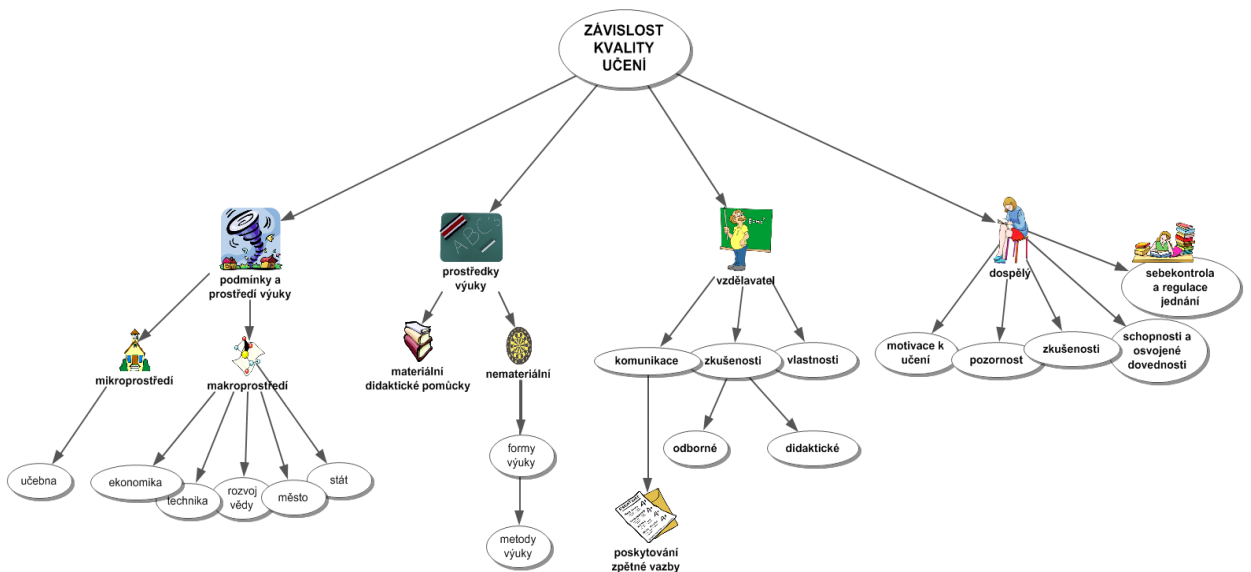 ZÁVISLOST
KVALITY
UČENÍ
podmínky a
prostředí výuky
prostředky
výuky
vzdělavatel
dospělý
sebekontrola
a regulace
jednání
mikroprostředí
makroprostředí
materiální
didaktické pomůcky
nemateriální
komunikace
zkušenosti
vlastnosti
motivace k
učení
pozornost
zkušenosti
schopnosti a
osvojené
dovednosti
učebna
ekonomika
technika
rozvoj
vědy
město
stát
formy
výuky
metody
výuky
odborné
didaktické
poskytování
zpětné vazby